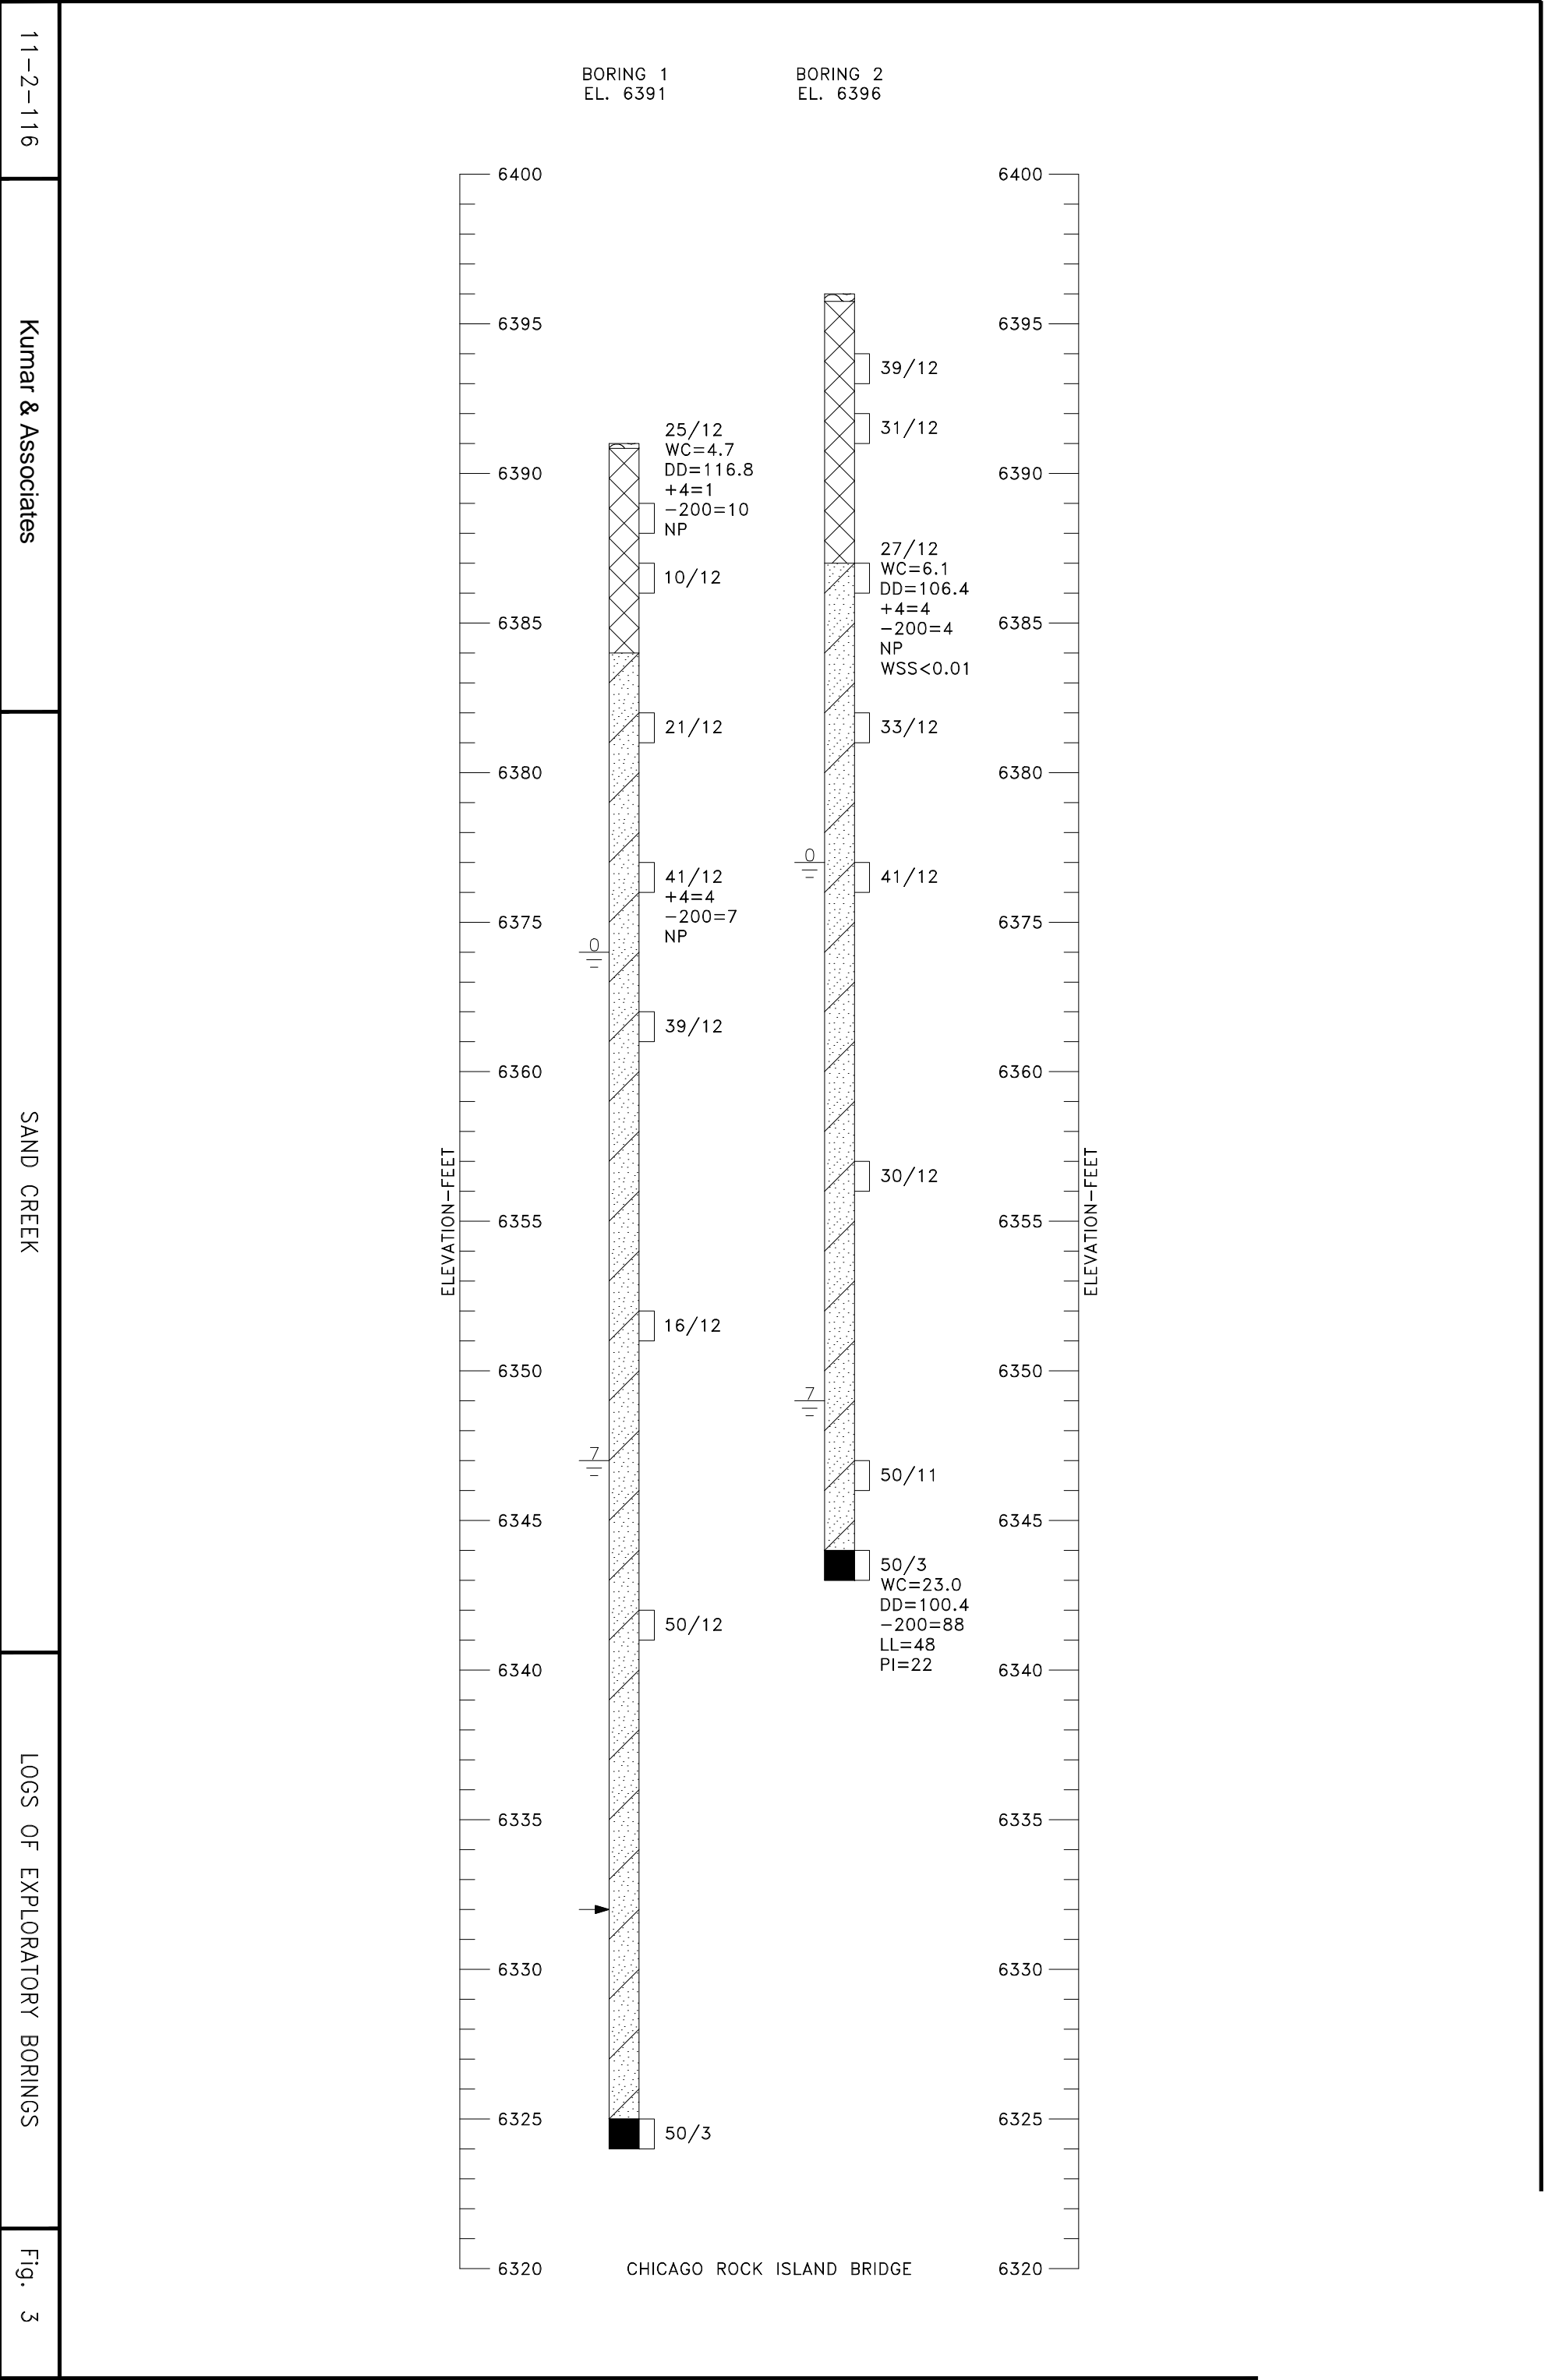 BORING 1
EL. 6391
BORING 2
EL. 6396
6400
6395
6390
6385
6380
6375
6360
6355
6350
6345
6340
6335
6330
6325
6320
ELEVATION-FEET
25/12
WC=4.7
DD=116.8
+4=1
-200=10
NP
10/12
21/12
41/12
+4=4
-200=7
NP
0
39/12
16/12
7
50/12
50/3
39/12
31/12
27/12
WC=6.1
DD=106.4
+4=4
-200=4
NP
WSS<0.01
33/12
0
41/12
30/12
7
50/11
50/3
WC=23.0
DD=100.4
-200=88
LL=48
PI=22
6400
6395
6390
6385
6380
6375
6360
6355
6350
6345
6340
6335
6330
6325
6320
ELEVATION-FEET
CHICAGO ROCK ISLAND BRIDGE
11-2-116
Kumar & Associates
SAND CREEK
LOGS OF EXPLORATORY BORINGS
Fig. 3